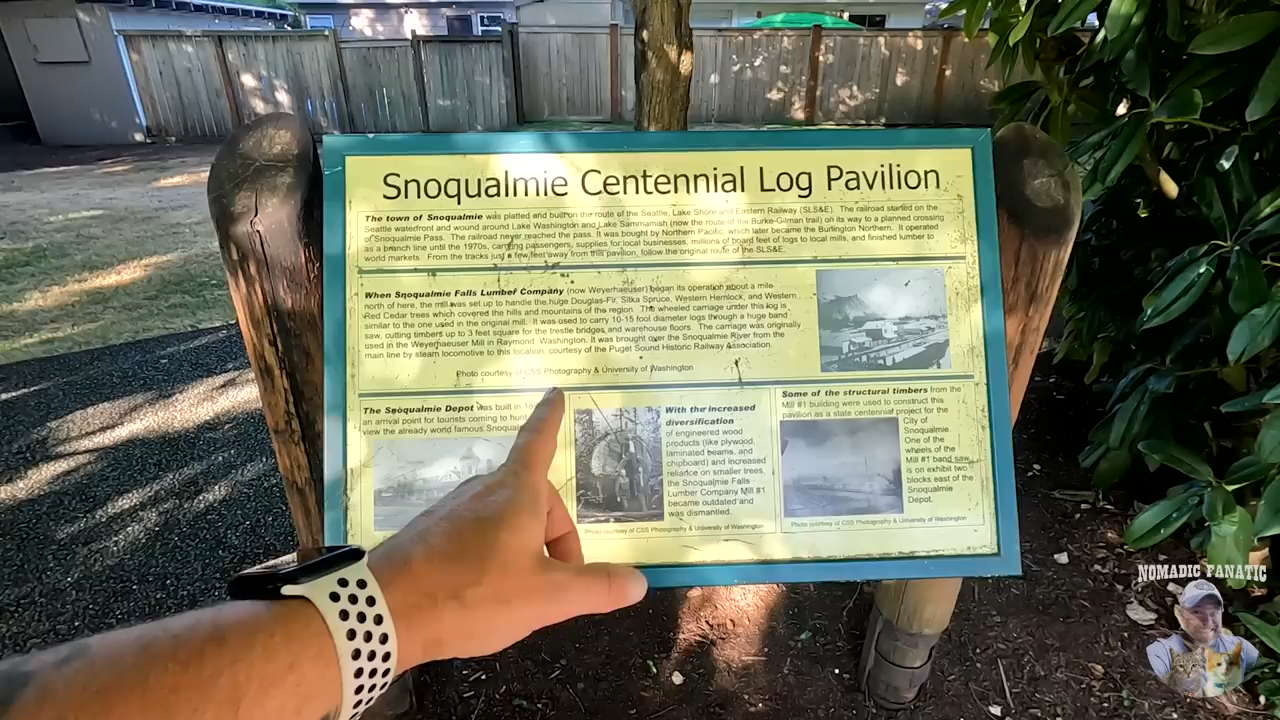 Snoqualmie Centennial Log Pavilion
The town of Snoqualmie was platted and built on the route of the Seattle, Lake Shore and Eastern Railway (SLS&E). The railroad started on the
Seattle waterfront and wound around Lake Washington and Lake Sammamish (now the route of the Burke-Gilman trail) on its way to a planned crossing
of Snoqualmie Pass. The railroad never reached the pass. It was bought by Northern Pacific, which later became the Burlington Northern. It operated
as a branch line until the 1970s, carrying passengers, supplies for local businesses, millions of board feet of logs to local mills, and finished lumber to
world markets. From the tracks just a few feet away from this pavilion, follow the original route of the SLS&E.
When Snoqualmie Falls Lumber Company (now Weyerhaeuser) began its operation about a mile
north of here, the mill was set up to handle the huge Douglas-Fir, Sitka Spruce, Western Hemlock, and Western
Red Cedar trees which covered the hills and mountains of the region. The wheeled carriage under this log is
similar to the one used in the original mill. It was used to carry 10-15 foot diameter logs through a huge band
saw, cutting timbers up to 3 feet square for the trestle bridges and warehouse floors. The carriage was originally
used in the Weyerhaeuser Mill in Raymond, Washington. It was brought over the Snoqualmie River from the
main line by steam locomotive to this location, courtesy of the Puget Sound Historic Railway Association.
Photo courtesy of CSS Photography & University of Washington
The Snoqualmie Depot was built in
an arrival point for tourists coming to hunt
view the already world famous
With the increased
diversification
of engineered wood
products (like plywood,
laminated beams, and
chipboard) and increased
reliance on smaller trees,
the Snoqualmie Falls
Lumber Company Mill #1
became outdated and
was dismantled.
Photo courtesy of CSS Photography & University of Washington
Some of the structural timbers from the
Mill #1 building were used to construct this
pavilion as a state centennial project for the
City of
Snoqualmie.
One of the
wheels of the
Mill #1 band saw
is on exhibit two
blocks east of the
Snoqualmie
Depot.
Photo courtesy of CSS Photography & University of Washington
NOMADIC FANATIC